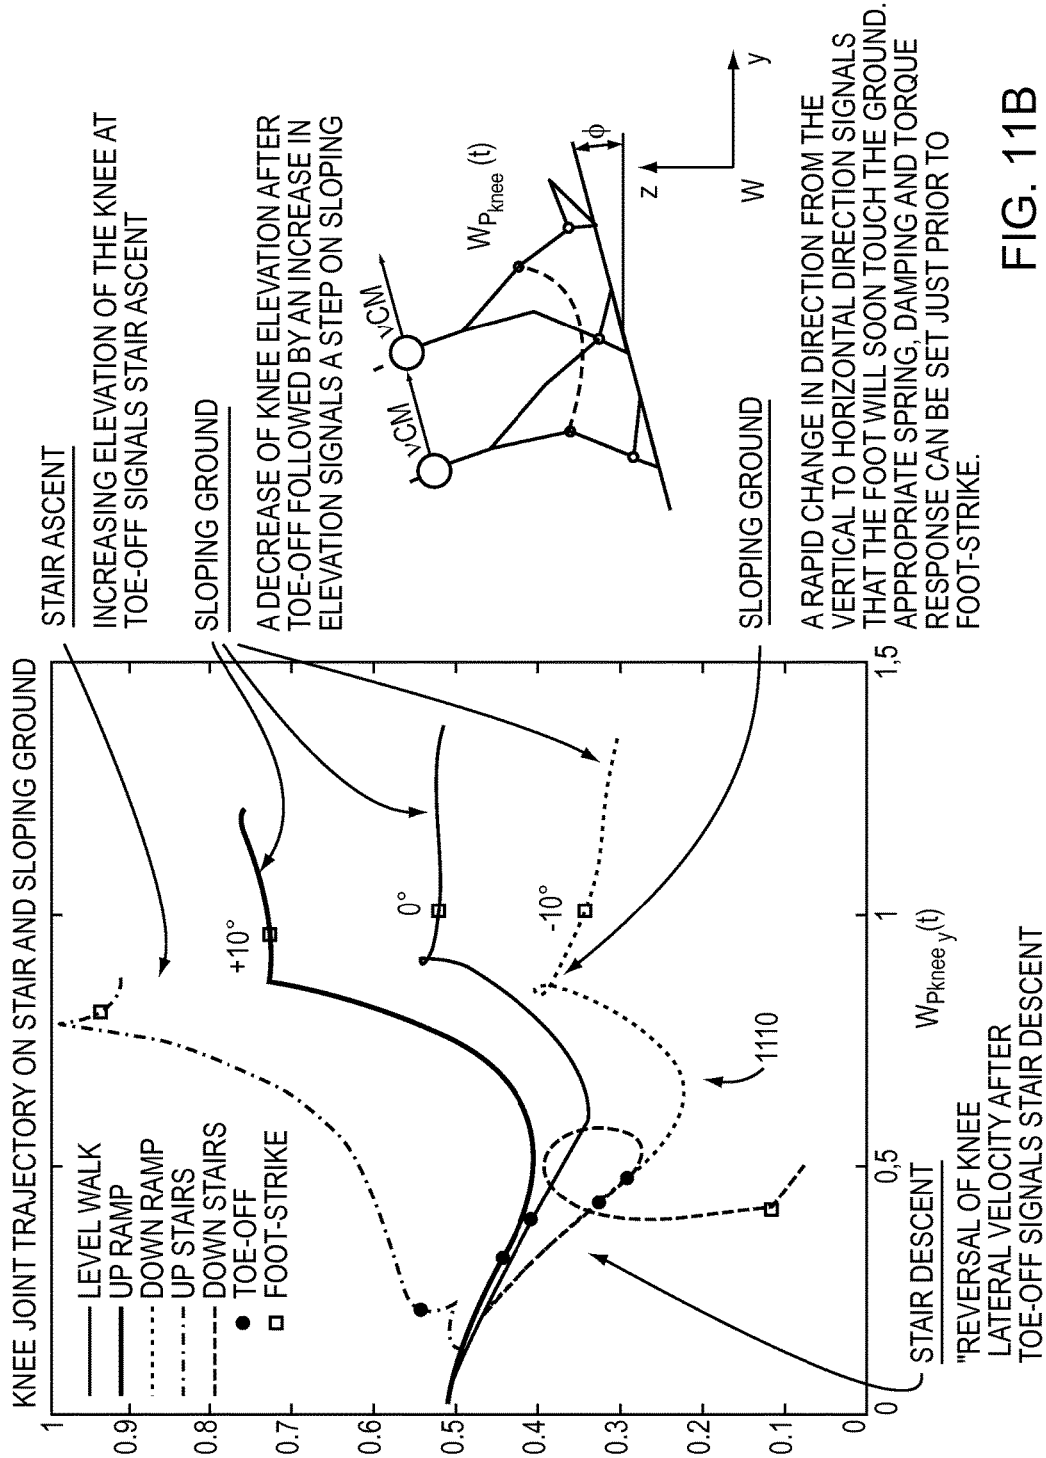 KNEE JOINT TRAJECTORY ON STAIR AND SLOPING GROUND
1
0.9
0.8
0.7
0.6
0.5
0.4
0.3
0.2
0.1
0
0
0,5
1
1,5
LEVEL WALK
UP RAMP
DOWN RAMP
UP STAIRS
DOWN STAIRS
TOE-OFF
FOOT-STRIKE
+10°
0°
-10°
1110
WPknee y(t)
STAIR DESCENT
"REVERSAL OF KNEE
LATERAL VELOCITY AFTER
TOE-OFF SIGNALS STAIR DESCENT
STAIR ASCENT
INCREASING ELEVATION OF THE KNEE AT
TOE-OFF SIGNALS STAIR ASCENT
SLOPING GROUND
A DECREASE OF KNEE ELEVATION AFTER
TOE-OFF FOLLOWED BY AN INCREASE IN
ELEVATION SIGNALS A STEP ON SLOPING
vCM
vCM
WPknee (t)
ϕ
z
W
y
SLOPING GROUND
A RAPID CHANGE IN DIRECTION FROM THE
VERTICAL TO HORIZONTAL DIRECTION SIGNALS
THAT THE FOOT WILL SOON TOUCH THE GROUND.
APPROPRIATE SPRING, DAMPING AND TORQUE
RESPONSE CAN BE SET JUST PRIOR TO
FOOT-STRIKE.
FIG. 11B